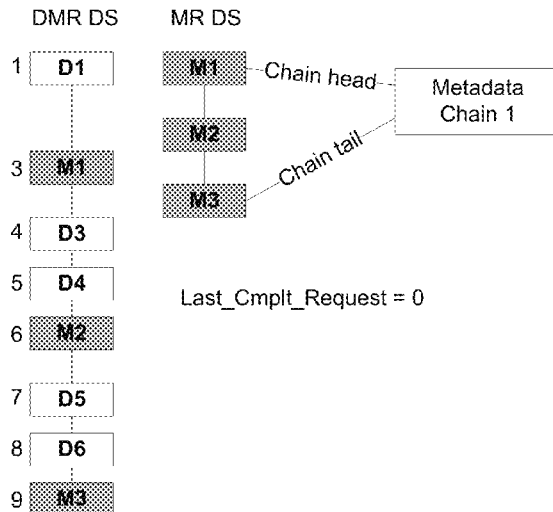 DMR DS
MR DS
1 D1
M1
Chain head
Metadata
Chain 1
M2
3 M1
M3
Chain tail
4 D3
5 D4
Last_Cmplt_Request = 0
6 M2
7 D5
8 D6
9 M3